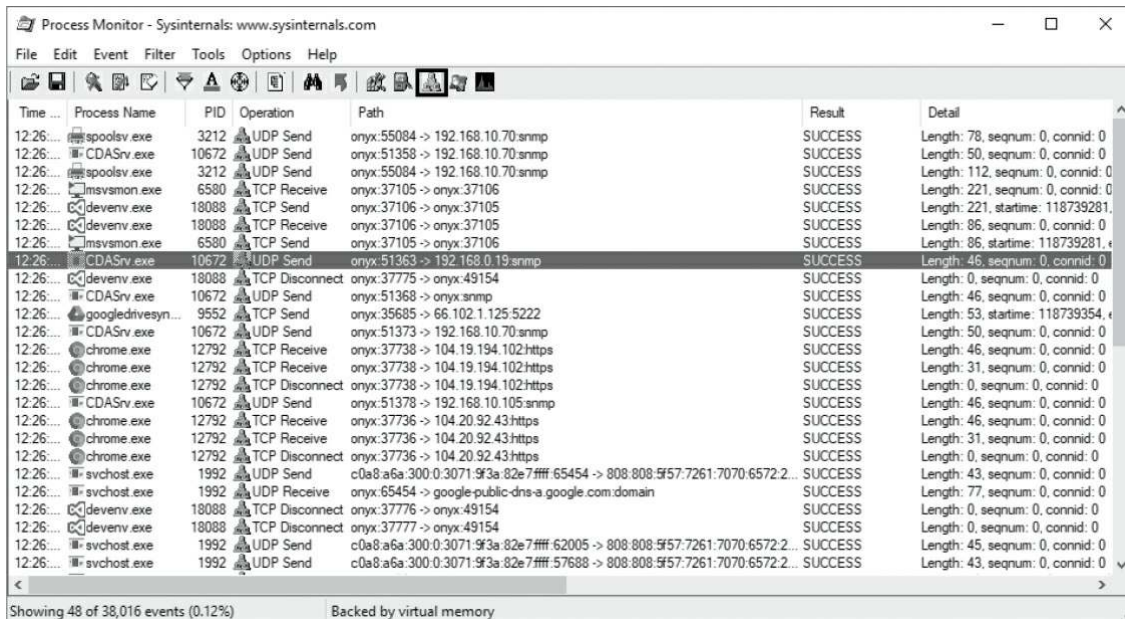 Process Monitor - Sysinternals: www.sysinternals.com
File Edit Event Filter Tools Options Help
Time ... Process Name PID Operation Path Result Detail
12:26:... spoolsv.exe 3212 UDP Send onyx:55084 -> 192.168.10.70:snmp SUCCESS Length: 78, seqnum: 0, connid: 0
12:26:... CDASrv.exe 10672 UDP Send onyx:51358 -> 192.168.10.70:snmp SUCCESS Length: 50, seqnum: 0, connid: 0
12:26:... spoolsv.exe 3212 UDP Send onyx:55084 -> 192.168.10.70:snmp SUCCESS Length: 112, seqnum: 0, connid: 0
12:26:... msvsmon.exe 6580 TCP Receive onyx:37105 -> onyx:37106 SUCCESS Length: 221, seqnum: 0, connid: 0
12:26:... devenv.exe 18088 TCP Send onyx:37106 -> onyx:37105 SUCCESS Length: 221, startime: 118739281,
12:26:... devenv.exe 18088 TCP Receive onyx:37106 -> onyx:37105 SUCCESS Length: 86, seqnum: 0, connid: 0
12:26:... msvsmon.exe 6580 TCP Send onyx:37105 -> onyx:37106 SUCCESS Length: 86, startime: 118739281, e
12:26:... CDASrv.exe 10672 UDP Send onyx:51363 -> 192.168.0.19:snmp SUCCESS Length: 46, seqnum: 0, connid: 0
12:26:... devenv.exe 18088 TCP Disconnect onyx:37775 -> onyx:49154 SUCCESS Length: 0, seqnum: 0, connid: 0
12:26:... CDASrv.exe 10672 UDP Send onyx:51368 -> onyx:snmp SUCCESS Length: 46, seqnum: 0, connid: 0
12:26:... googledrivesyn... 9552 TCP Send onyx:35685 -> 66.102.1.125:5222 SUCCESS Length: 53, startime: 118739354, e
12:26:... CDASrv.exe 10672 UDP Send onyx:51373 -> 192.168.10.70:snmp SUCCESS Length: 50, seqnum: 0, connid: 0
12:26:... chrome.exe 12792 TCP Receive onyx:37738 -> 104.19.194.102:https SUCCESS Length: 46, seqnum: 0, connid: 0
12:26:... chrome.exe 12792 TCP Receive onyx:37738 -> 104.19.194.102:https SUCCESS Length: 31, seqnum: 0, connid: 0
12:26:... chrome.exe 12792 TCP Disconnect onyx:37738 -> 104.19.194.102:https SUCCESS Length: 0, seqnum: 0, connid: 0
12:26:... CDASrv.exe 10672 UDP Send onyx:51378 -> 192.168.10.105:snmp SUCCESS Length: 46, seqnum: 0, connid: 0
12:26:... chrome.exe 12792 TCP Receive onyx:37736 -> 104.20.92.43:https SUCCESS Length: 46, seqnum: 0, connid: 0
12:26:... chrome.exe 12792 TCP Receive onyx:37736 -> 104.20.92.43:https SUCCESS Length: 31, seqnum: 0, connid: 0
12:26:... chrome.exe 12792 TCP Disconnect onyx:37736 -> 104.20.92.43:https SUCCESS Length: 0, seqnum: 0, connid: 0
12:26:... svchost.exe 1992 UDP Send c0a8:a6a:300:0:3071:9f3a:82e7:ffff:65454 -> 808:808:5f57:7261:7070:6572:2... SUCCESS Length: 43, seqnum: 0, connid: 0
12:26:... svchost.exe 1992 UDP Receive onyx:65454 -> google-public-dns-a.google.com:domain SUCCESS Length: 77, seqnum: 0, connid: 0
12:26:... devenv.exe 18088 TCP Disconnect onyx:37776 -> onyx:49154 SUCCESS Length: 0, seqnum: 0, connid: 0
12:26:... devenv.exe 18088 TCP Disconnect onyx:37777 -> onyx:49154 SUCCESS Length: 0, seqnum: 0, connid: 0
12:26:... svchost.exe 1992 UDP Send c0a8:a6a:300:0:3071:9f3a:82e7:ffff:62005 -> 808:808:5f57:7261:7070:6572:2... SUCCESS Length: 45, seqnum: 0, connid: 0
12:26:... svchost.exe 1992 UDP Send c0a8:a6a:300:0:3071:9f3a:82e7:ffff:57688 -> 808:808:5f57:7261:7070:6572:2... SUCCESS Length: 43, seqnum: 0, connid: 0
Showing 48 of 38,016 events (0.12%) Backed by virtual memory